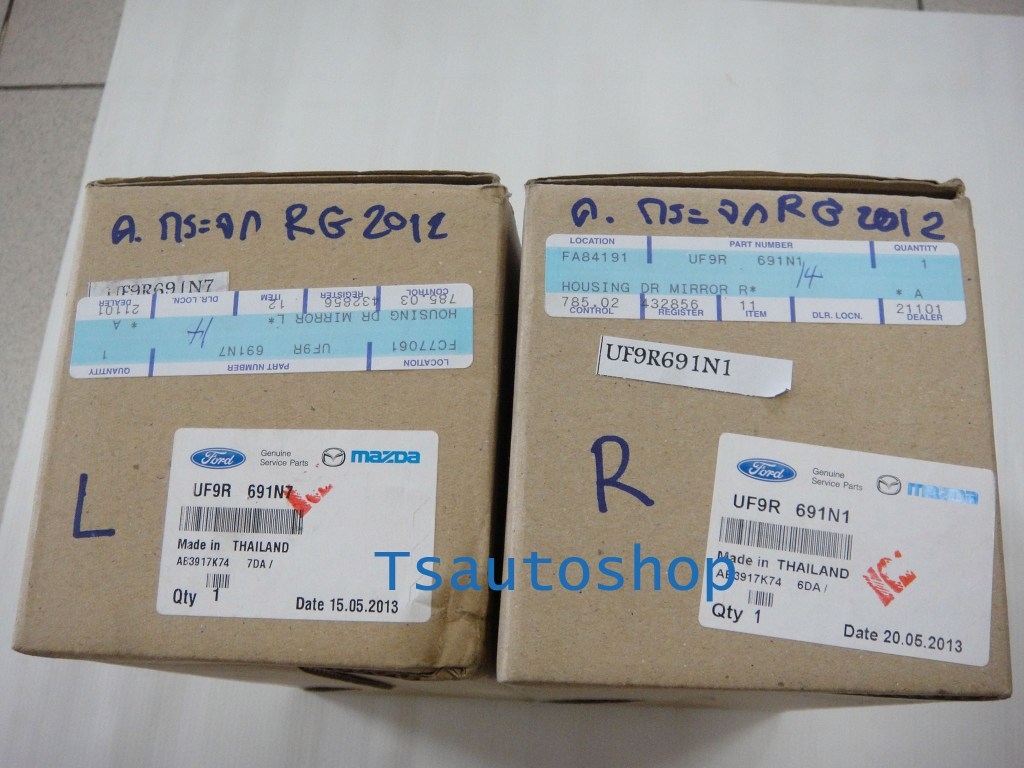 ค. กระจก RG 2012
UF9R691N7
CONTROL REGISTER ITEM DLR. LOCN. DEALER
785.03 432856 12 21101
HOUSING DR MIRROR L* * A
FC77061 UF9R 691N7 1
14
LOCATION PART NUMBER QUANTITY
L
Ford Genuine Service Parts mazda
UF9R 691N7
Made in THAILAND
AB3917K74 7DA /
Qty 1 Date 15.05.2013
ค. กระจก RG 2012
LOCATION PART NUMBER QUANTITY
FA84191 UF9R 691N1 1
14
HOUSING DR MIRROR R* * A
785.02 432856 11 21101
CONTROL REGISTER ITEM DLR. LOCN. DEALER
UF9R691N1
R
Ford Genuine Service Parts mazda
UF9R 691N1
Made in THAILAND
AB3917K74 6DA /
Qty 1 Date 20.05.2013
Tsautoshop